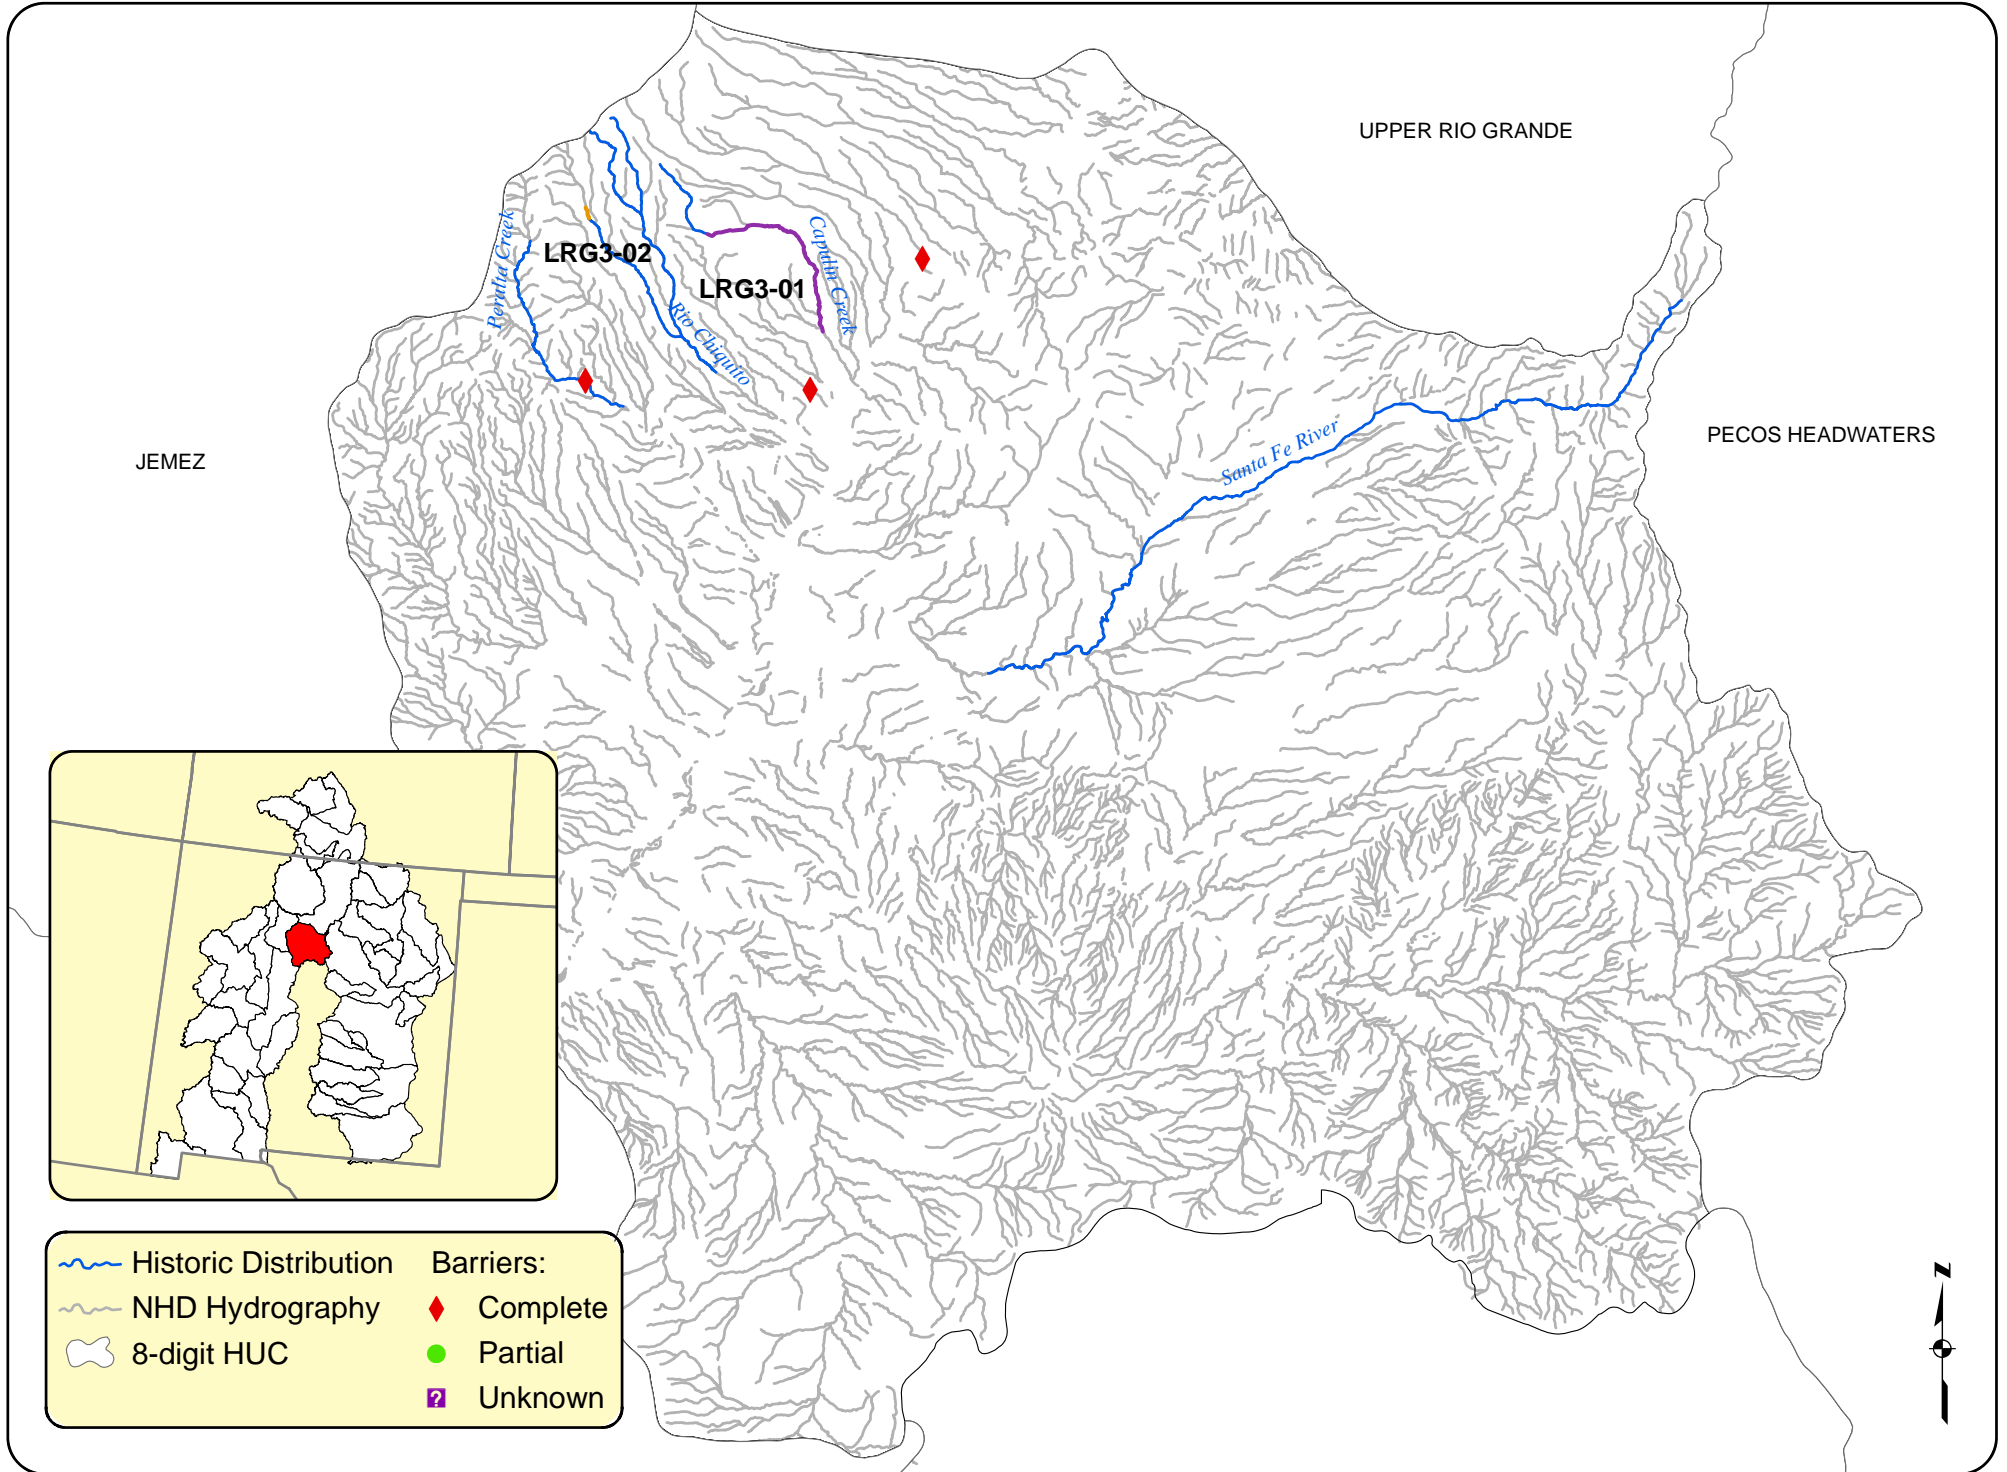 UPPER RIO GRANDE
Peralta Creek
LRG3-02
Capulin Creek
LRG3-01
Rio Chiquito
Santa Fe River
PECOS HEADWATERS
JEMEZ
Historic Distribution
NHD Hydrography
8-digit HUC
Barriers:
Complete
Partial
? Unknown
N